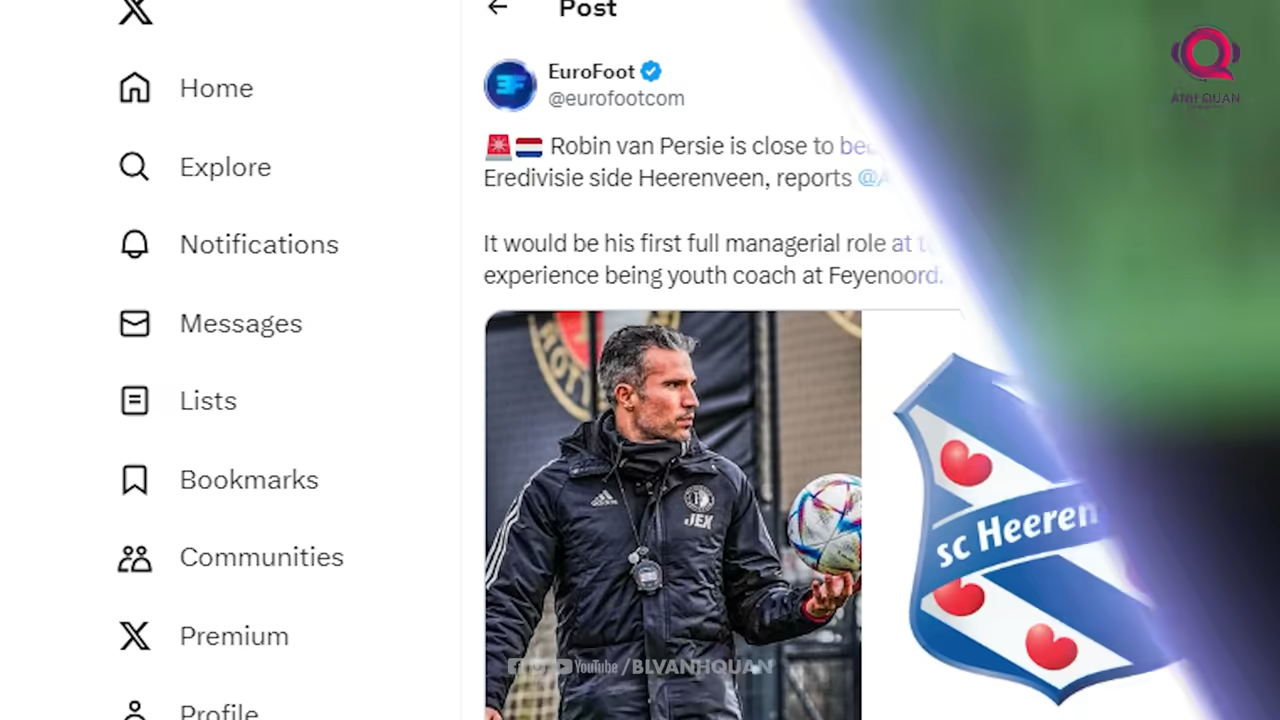 Post
EuroFoot
@eurofootcom
Robin van Persie is close to
Eredivisie side Heerenveen, reports
It would be his first full managerial role at
experience being youth coach at Feyenoord.
Home
Explore
Notifications
Messages
Lists
Bookmarks
Communities
Premium
Profile
ANH QUAN
JEX
sc Heeren
YouTube /BLVANHQUAN